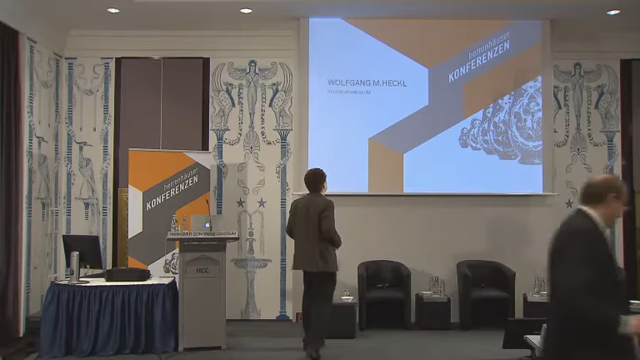 WOLFGANG M.HECKL
herrenhäuser
KONFERENZEN
herrenhäuser
KONFERENZEN
HCC